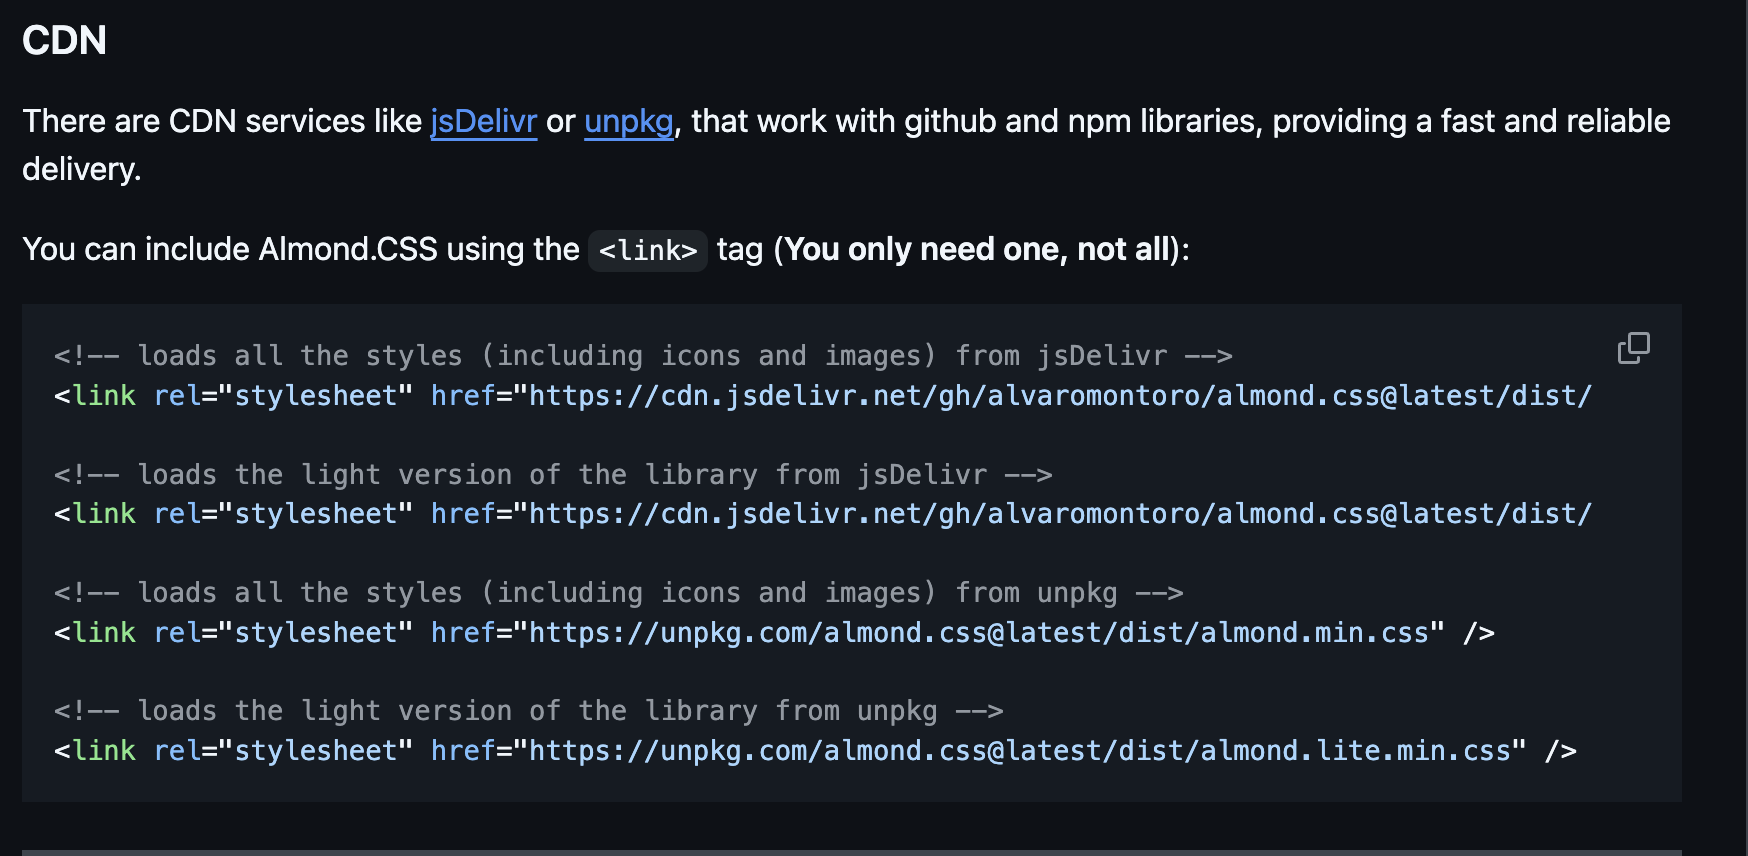 CDN
There are CDN services like jsDelivr or unpkg, that work with github and npm libraries, providing a fast and reliable
delivery.
You can include Almond.CSS using the <link> tag (You only need one, not all):
<!-- loads all the styles (including icons and images) from jsDelivr -->
<link rel="stylesheet" href="https://cdn.jsdelivr.net/gh/alvaromontoro/almond.css@latest/dist/
<!-- loads the light version of the library from jsDelivr -->
<link rel="stylesheet" href="https://cdn.jsdelivr.net/gh/alvaromontoro/almond.css@latest/dist/
<!-- loads all the styles (including icons and images) from unpkg -->
<link rel="stylesheet" href="https://unpkg.com/almond.css@latest/dist/almond.min.css" />
<!-- loads the light version of the library from unpkg -->
<link rel="stylesheet" href="https://unpkg.com/almond.css@latest/dist/almond.lite.min.css" />